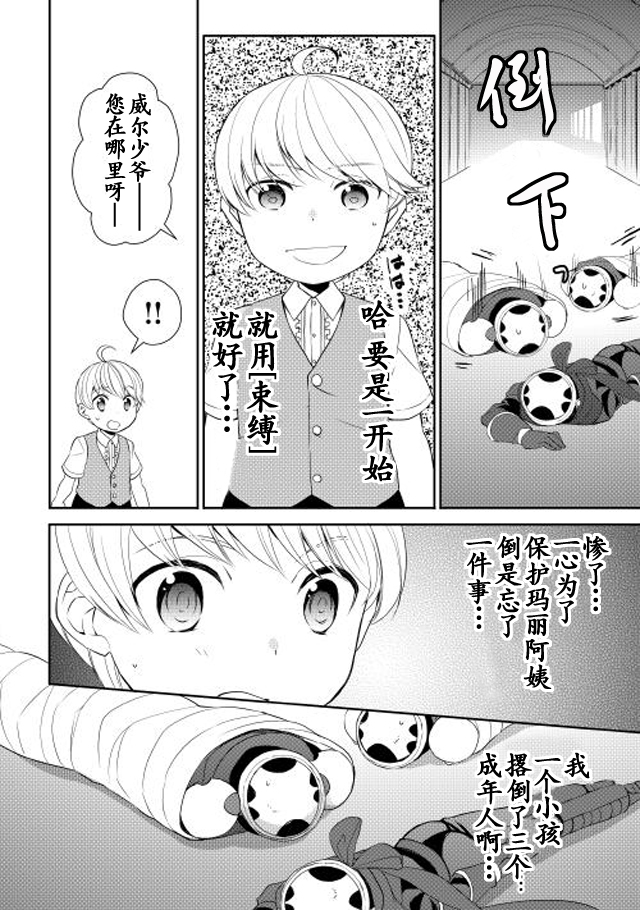 倒
下
哈 要是一开始
就用[束缚]
就好了…
はは…
威尔少爷——
您在哪里呀—
!!
惨了…
一心为了
保护玛丽阿姨
倒是忘了
一件事…
我
一个小孩
撂倒了三个…
成年人啊…